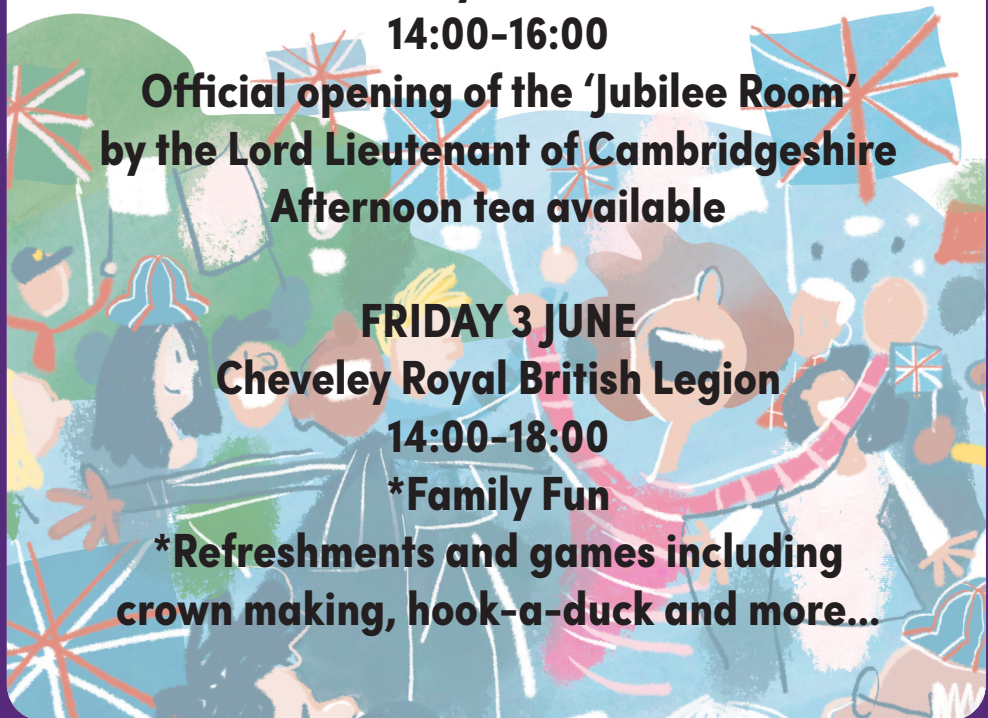 14:00-16:00
Official opening of the ‘Jubilee Room’
by the Lord Lieutenant of Cambridgeshire
Afternoon tea available
FRIDAY 3 JUNE
Cheveley Royal British Legion
14:00-18:00
*Family Fun
*Refreshments and games including
crown making, hook-a-duck and more...